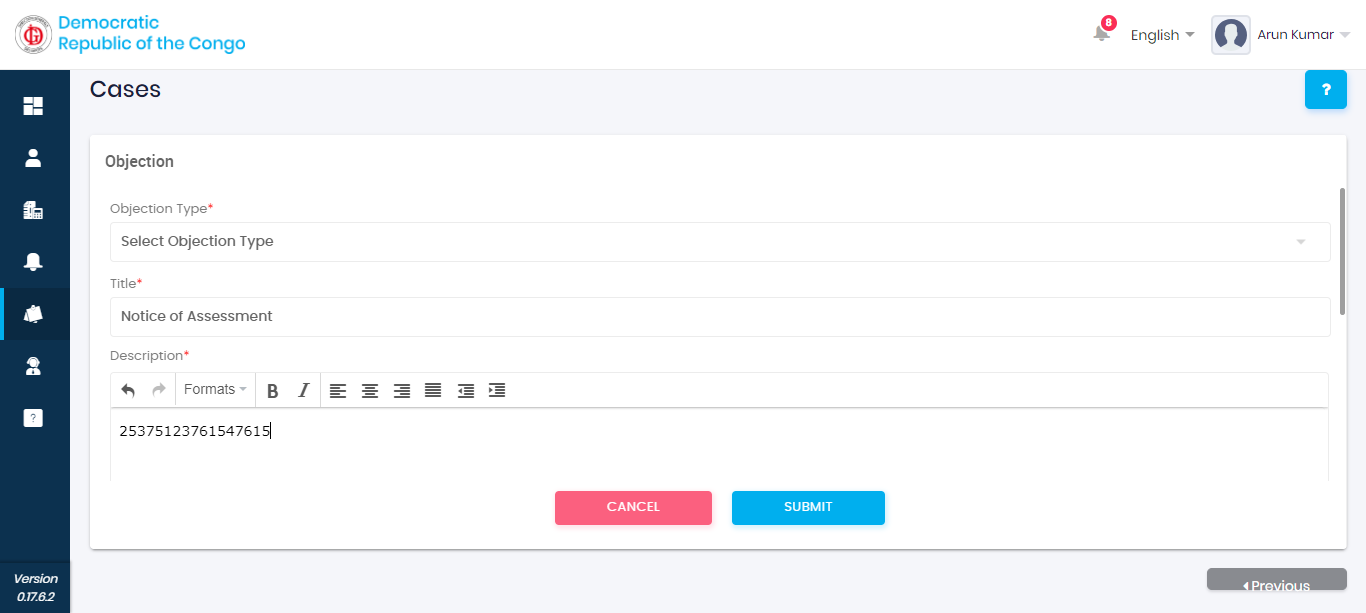 Democratic
Republic of the Congo
8
English
Arun Kumar
Cases
?
Objection
Objection Type*
Select Objection Type
Title*
Notice of Assessment
Description*
Formats
B
I
25375123761547615
CANCEL
SUBMIT
?
Version
0.17.6.2
Previous